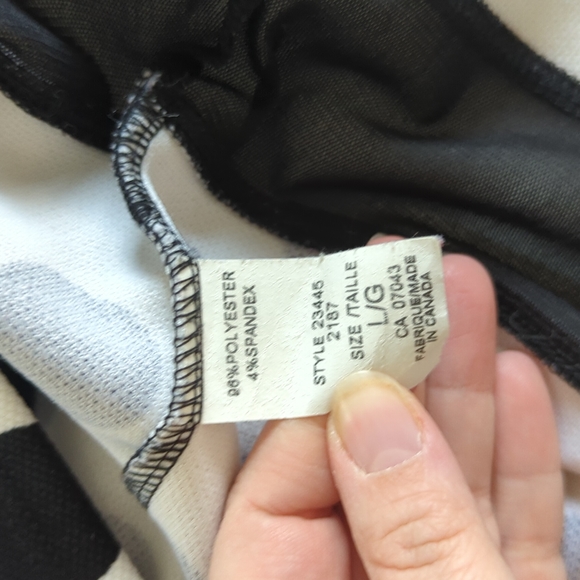 96%POLYESTER
4%SPANDEX
STYLE 23445
2187
SIZE /TAILLE
L/G
CA 07043
FABRIQUE/MADE
IN CANADA